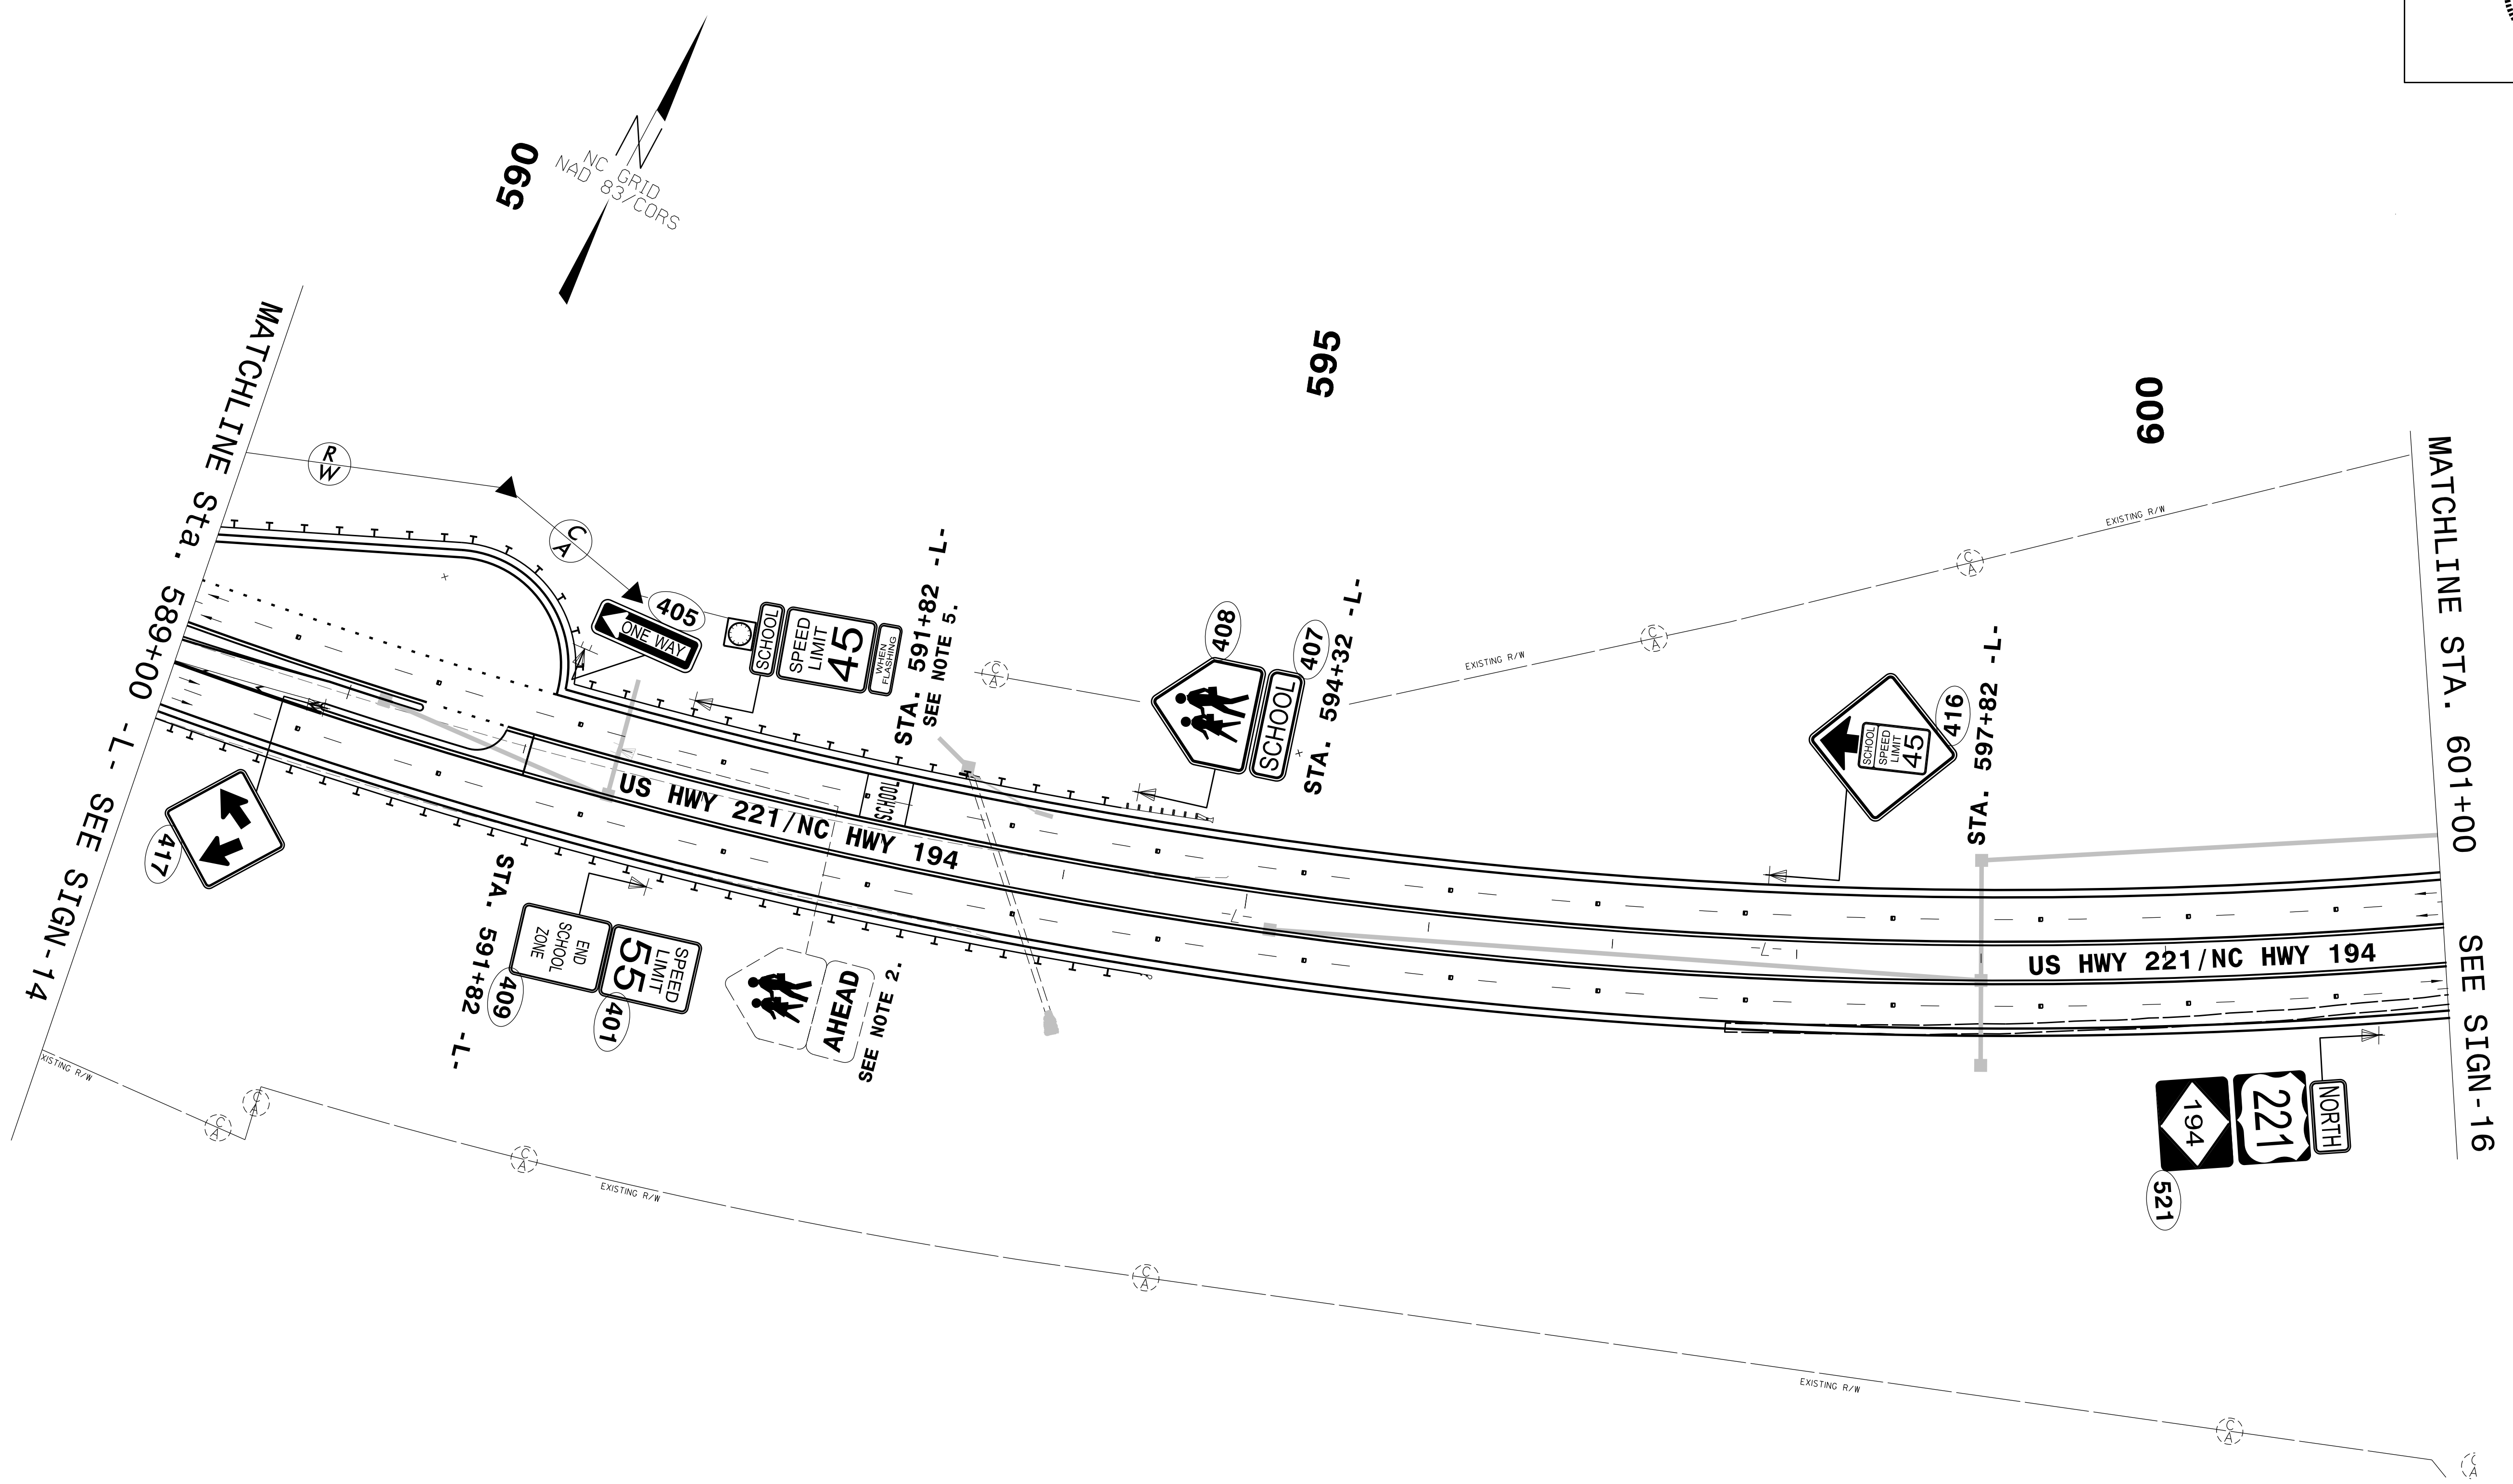 590
N
NC GRID
NAD 83/CORS
595
600
MATCHLINE Sta. 589+00 -L- SEE SIGN-14
MATCHLINE STA. 601+00 SEE SIGN-16
R
W
C
A
405
ONE WAY
SCHOOL
SPEED
LIMIT
45
WHEN
FLASHING
STA. 591+82 -L-
SEE NOTE 5.
C
A
408
407
SCHOOL
STA. 594+32 -L-
EXISTING R/W
C
A
C
A
EXISTING R/W
416
SCHOOL
SPEED
LIMIT
45
STA. 597+82 -L-
US HWY 221/NC HWY 194
SCHOOL
L
L
US HWY 221/NC HWY 194
417
STA. 591+82 -L-
END
SCHOOL
ZONE
409
SPEED
LIMIT
55
401
AHEAD
SEE NOTE 2.
NORTH
221
194
521
XISTING R/W
C
A
C
A
C
A
EXISTING R/W
C
A
EXISTING R/W
C
A
C
A